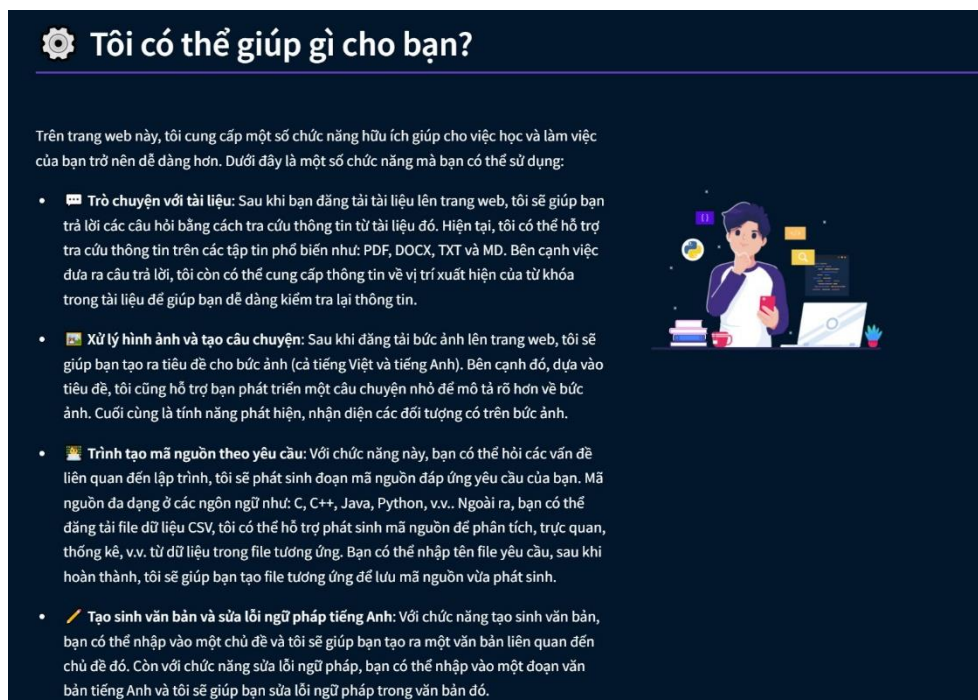 ⚙️ Tôi có thể giúp gì cho bạn?
Trên trang web này, tôi cung cấp một số chức năng hữu ích giúp cho việc học và làm việc
của bạn trở nên dễ dàng hơn. Dưới đây là một số chức năng mà bạn có thể sử dụng:
• 💬 Trò chuyện với tài liệu: Sau khi bạn đăng tải tài liệu lên trang web, tôi sẽ giúp bạn
trả lời các câu hỏi bằng cách tra cứu thông tin từ tài liệu đó. Hiện tại, tôi có thể hỗ trợ
tra cứu thông tin trên các tập tin phổ biến như: PDF, DOCX, TXT và MD. Bên cạnh việc
đưa ra câu trả lời, tôi còn có thể cung cấp thông tin về vị trí xuất hiện của từ khóa
trong tài liệu để giúp bạn dễ dàng kiểm tra lại thông tin.
• 🖼️ Xử lý hình ảnh và tạo câu chuyện: Sau khi đăng tải bức ảnh lên trang web, tôi sẽ
giúp bạn tạo ra tiêu đề cho bức ảnh (cả tiếng Việt và tiếng Anh). Bên cạnh đó, dựa vào
tiêu đề, tôi cũng hỗ trợ bạn phát triển một câu chuyện nhỏ để mô tả rõ hơn về bức
ảnh. Cuối cùng là tính năng phát hiện, nhận diện các đối tượng có trên bức ảnh.
• 👨‍💻 Trình tạo mã nguồn theo yêu cầu: Với chức năng này, bạn có thể hỏi các vấn đề
liên quan đến lập trình, tôi sẽ phát sinh đoạn mã nguồn đáp ứng yêu cầu của bạn. Mã
nguồn đa dạng ở các ngôn ngữ như: C, C++, Java, Python, v.v.. Ngoài ra, bạn có thể
đăng tải file dữ liệu CSV, tôi có thể hỗ trợ phát sinh mã nguồn để phân tích, trực quan,
thống kê, v.v. từ dữ liệu trong file tương ứng. Bạn có thể nhập tên file yêu cầu, sau khi
hoàn thành, tôi sẽ giúp bạn tạo file tương ứng để lưu mã nguồn vừa phát sinh.
• ✏️ Tạo sinh văn bản và sửa lỗi ngữ pháp tiếng Anh: Với chức năng tạo sinh văn bản,
bạn có thể nhập vào một chủ đề và tôi sẽ giúp bạn tạo ra một văn bản liên quan đến
chủ đề đó. Còn với chức năng sửa lỗi ngữ pháp, bạn có thể nhập vào một đoạn văn
bản tiếng Anh và tôi sẽ giúp bạn sửa lỗi ngữ pháp trong văn bản đó.